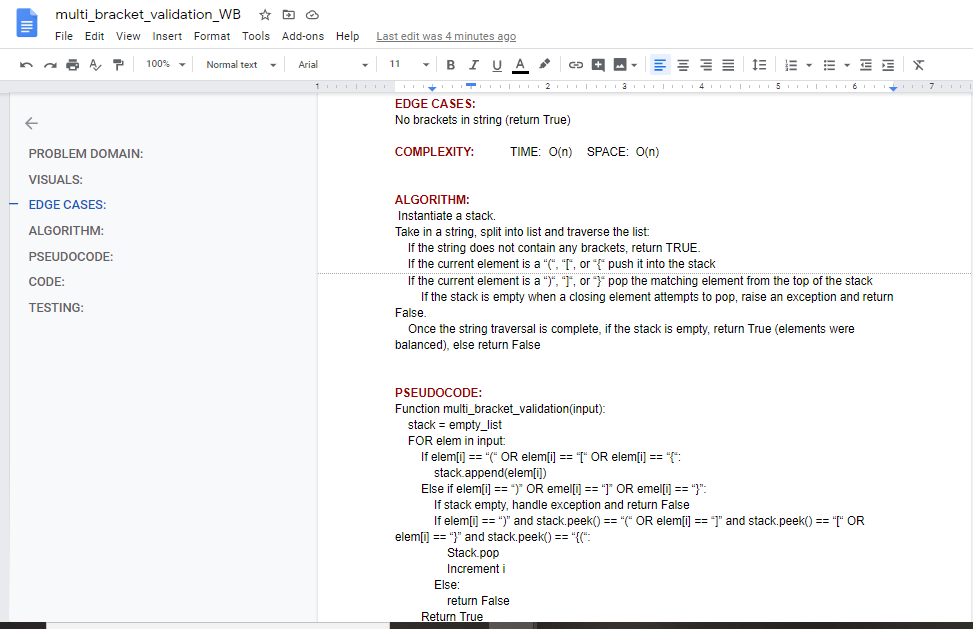 multi_bracket_validation_WB
File Edit View Insert Format Tools Add-ons Help Last edit was 4 minutes ago
100% Normal text Arial 11 B I U A
1 1 2 3 4 5 6 7
PROBLEM DOMAIN:
VISUALS:
EDGE CASES:
ALGORITHM:
PSEUDOCODE:
CODE:
TESTING:
EDGE CASES:
No brackets in string (return True)
COMPLEXITY: TIME: O(n) SPACE: O(n)
ALGORITHM:
Instantiate a stack.
Take in a string, split into list and traverse the list:
If the string does not contain any brackets, return TRUE.
If the current element is a “(“, “[“, or “{“ push it into the stack
If the current element is a “)”, “]”, or “}” pop the matching element from the top of the stack
If the stack is empty when a closing element attempts to pop, raise an exception and return
False.
Once the string traversal is complete, if the stack is empty, return True (elements were
balanced), else return False
PSEUDOCODE:
Function multi_bracket_validation(input):
stack = empty_list
FOR elem in input:
If elem[i] == “(“ OR elem[i] == “[“ OR elem[i] == “{“:
stack.append(elem[i])
Else if elem[i] == “)” OR emel[i] == “]” OR emel[i] == “}”:
If stack empty, handle exception and return False
If elem[i] == “)” and stack.peek() == “(“ OR elem[i] == “]” and stack.peek() == “[“ OR
elem[i] == “}” and stack.peek() == “{(“:
Stack.pop
Increment i
Else:
return False
Return True